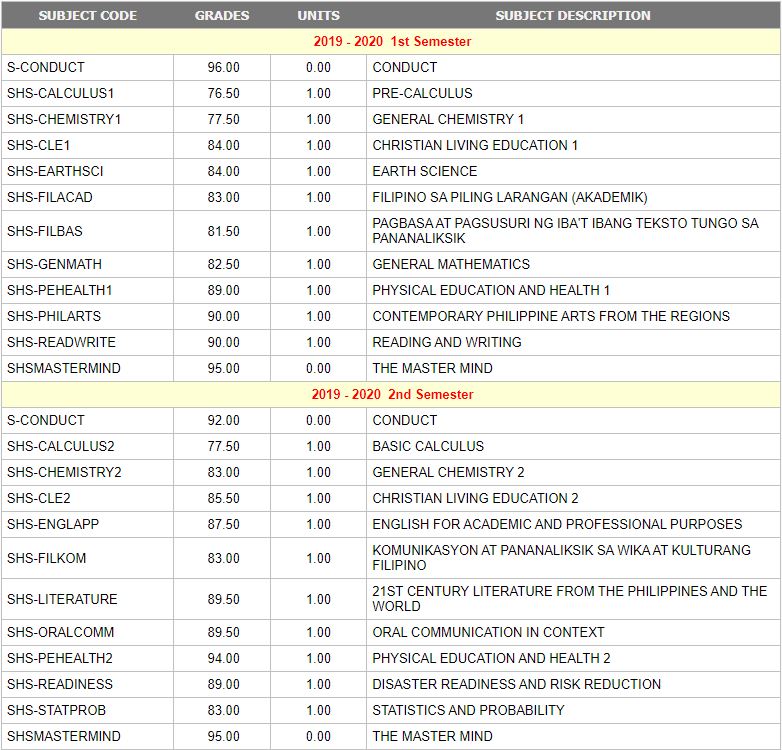 SUBJECT CODE GRADES UNITS SUBJECT DESCRIPTION
2019 - 2020 1st Semester
S-CONDUCT 96.00 0.00 CONDUCT
SHS-CALCULUS1 76.50 1.00 PRE-CALCULUS
SHS-CHEMISTRY1 77.50 1.00 GENERAL CHEMISTRY 1
SHS-CLE1 84.00 1.00 CHRISTIAN LIVING EDUCATION 1
SHS-EARTHSCI 84.00 1.00 EARTH SCIENCE
SHS-FILACAD 83.00 1.00 FILIPINO SA PILING LARANGAN (AKADEMIK)
SHS-FILBAS 81.50 1.00 PAGBASA AT PAGSUSURI NG IBA'T IBANG TEKSTO TUNGO SA
PANANALIKSIK
SHS-GENMATH 82.50 1.00 GENERAL MATHEMATICS
SHS-PEHEALTH1 89.00 1.00 PHYSICAL EDUCATION AND HEALTH 1
SHS-PHILARTS 90.00 1.00 CONTEMPORARY PHILIPPINE ARTS FROM THE REGIONS
SHS-READWRITE 90.00 1.00 READING AND WRITING
SHSMASTERMIND 95.00 0.00 THE MASTER MIND
2019 - 2020 2nd Semester
S-CONDUCT 92.00 0.00 CONDUCT
SHS-CALCULUS2 77.50 1.00 BASIC CALCULUS
SHS-CHEMISTRY2 83.00 1.00 GENERAL CHEMISTRY 2
SHS-CLE2 85.50 1.00 CHRISTIAN LIVING EDUCATION 2
SHS-ENGLAPP 87.50 1.00 ENGLISH FOR ACADEMIC AND PROFESSIONAL PURPOSES
SHS-FILKOM 83.00 1.00 KOMUNIKASYON AT PANANALIKSIK SA WIKA AT KULTURANG
FILIPINO
SHS-LITERATURE 89.50 1.00 21ST CENTURY LITERATURE FROM THE PHILIPPINES AND THE
WORLD
SHS-ORALCOMM 89.50 1.00 ORAL COMMUNICATION IN CONTEXT
SHS-PEHEALTH2 94.00 1.00 PHYSICAL EDUCATION AND HEALTH 2
SHS-READINESS 89.00 1.00 DISASTER READINESS AND RISK REDUCTION
SHS-STATPROB 83.00 1.00 STATISTICS AND PROBABILITY
SHSMASTERMIND 95.00 0.00 THE MASTER MIND